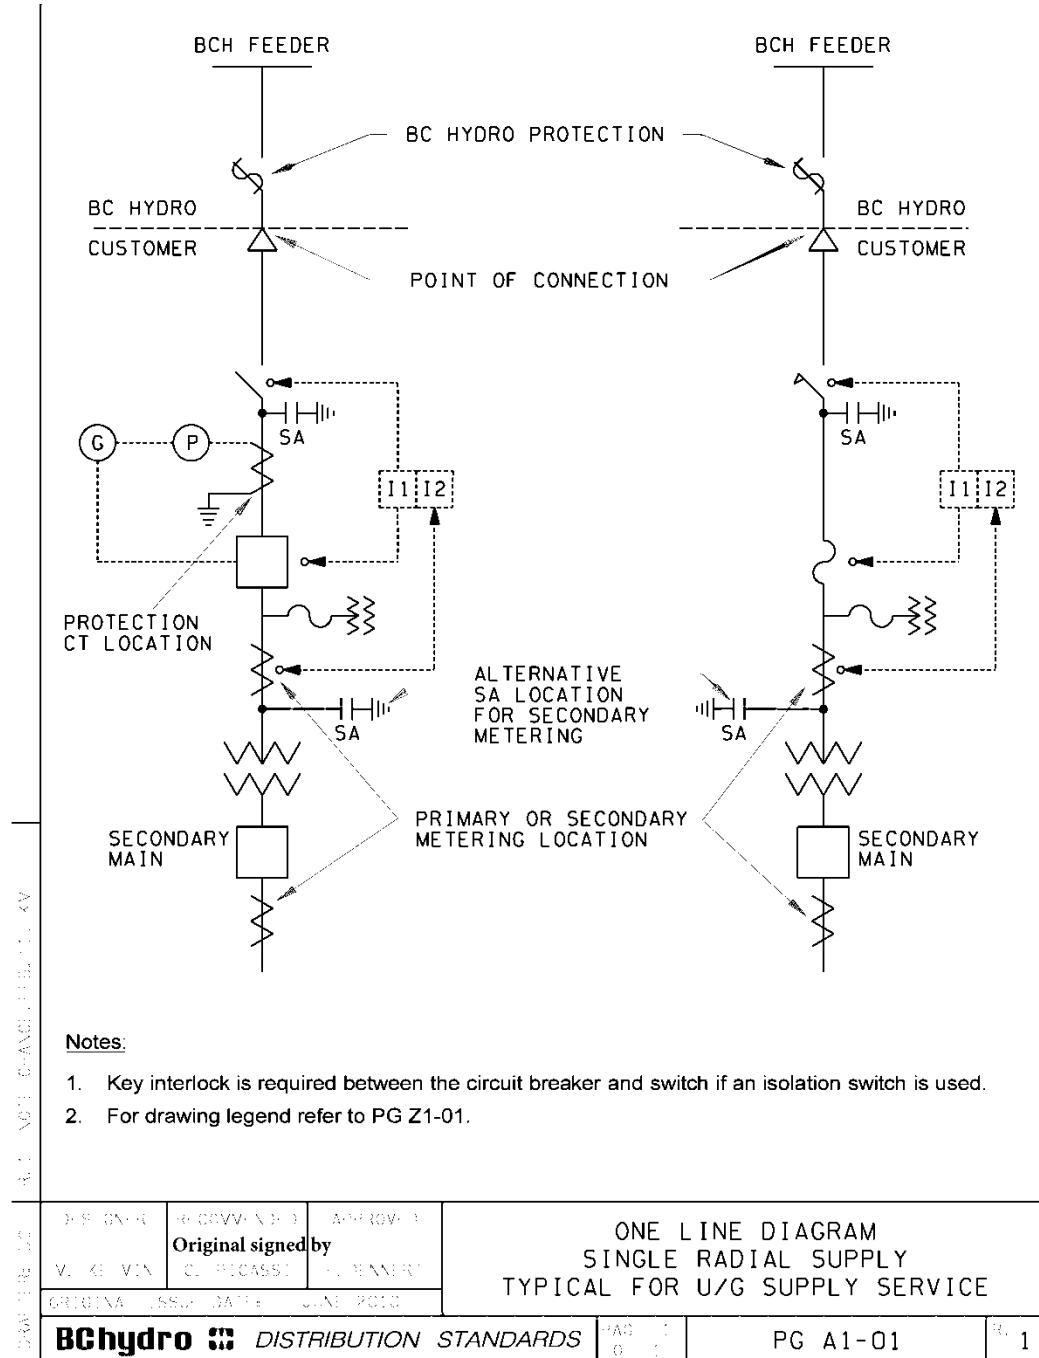 BCH FEEDER
BCH FEEDER
BC HYDRO PROTECTION
BC HYDRO
BC HYDRO
CUSTOMER
CUSTOMER
POINT OF CONNECTION
SA
SA
G
P
I1 I2
I1 I2
PROTECTION
CT LOCATION
ALTERNATIVE
SA LOCATION
FOR SECONDARY
METERING
SA
SA
PRIMARY OR SECONDARY
METERING LOCATION
SECONDARY
MAIN
SECONDARY
MAIN
Notes:
1. Key interlock is required between the circuit breaker and switch if an isolation switch is used.
2. For drawing legend refer to PG Z1-01.
Original signed by
ONE LINE DIAGRAM
SINGLE RADIAL SUPPLY
TYPICAL FOR U/G SUPPLY SERVICE
BChydro DISTRIBUTION STANDARDS
PG A1-01
1